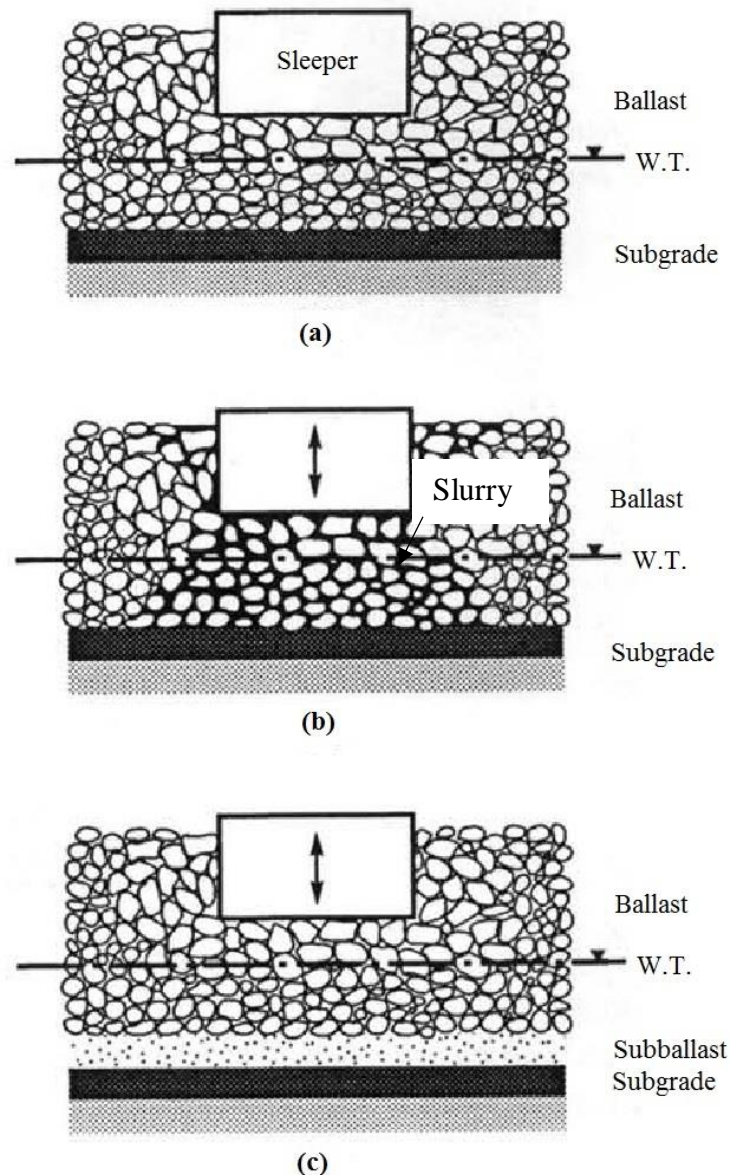 Sleeper
Ballast
W.T.
Subgrade
(a)
Slurry
Ballast
W.T.
Subgrade
(b)
Ballast
W.T.
Subballast
Subgrade
(c)